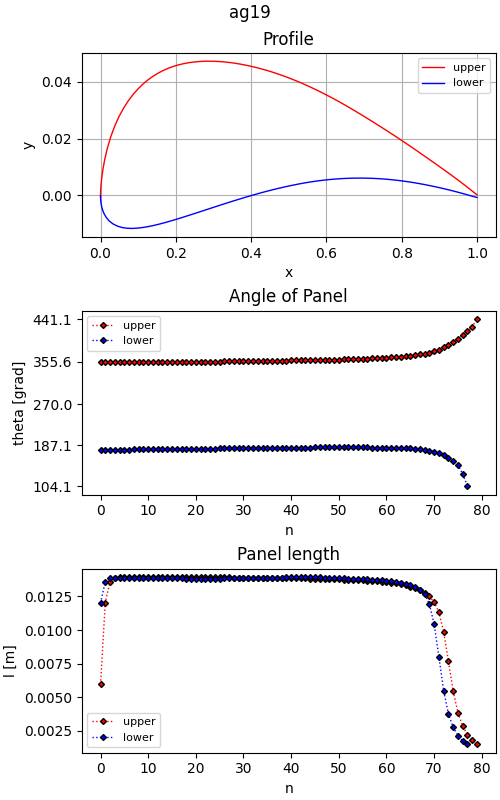 ag19
Profile
upper
lower
0.04
0.02
0.00
y
0.0 0.2 0.4 0.6 0.8 1.0
x
Angle of Panel
upper
lower
441.1
355.6
270.0
187.1
104.1
theta [grad]
0 10 20 30 40 50 60 70 80
n
Panel length
0.0125
0.0100
0.0075
0.0050
0.0025
l [m]
upper
lower
0 10 20 30 40 50 60 70 80
n